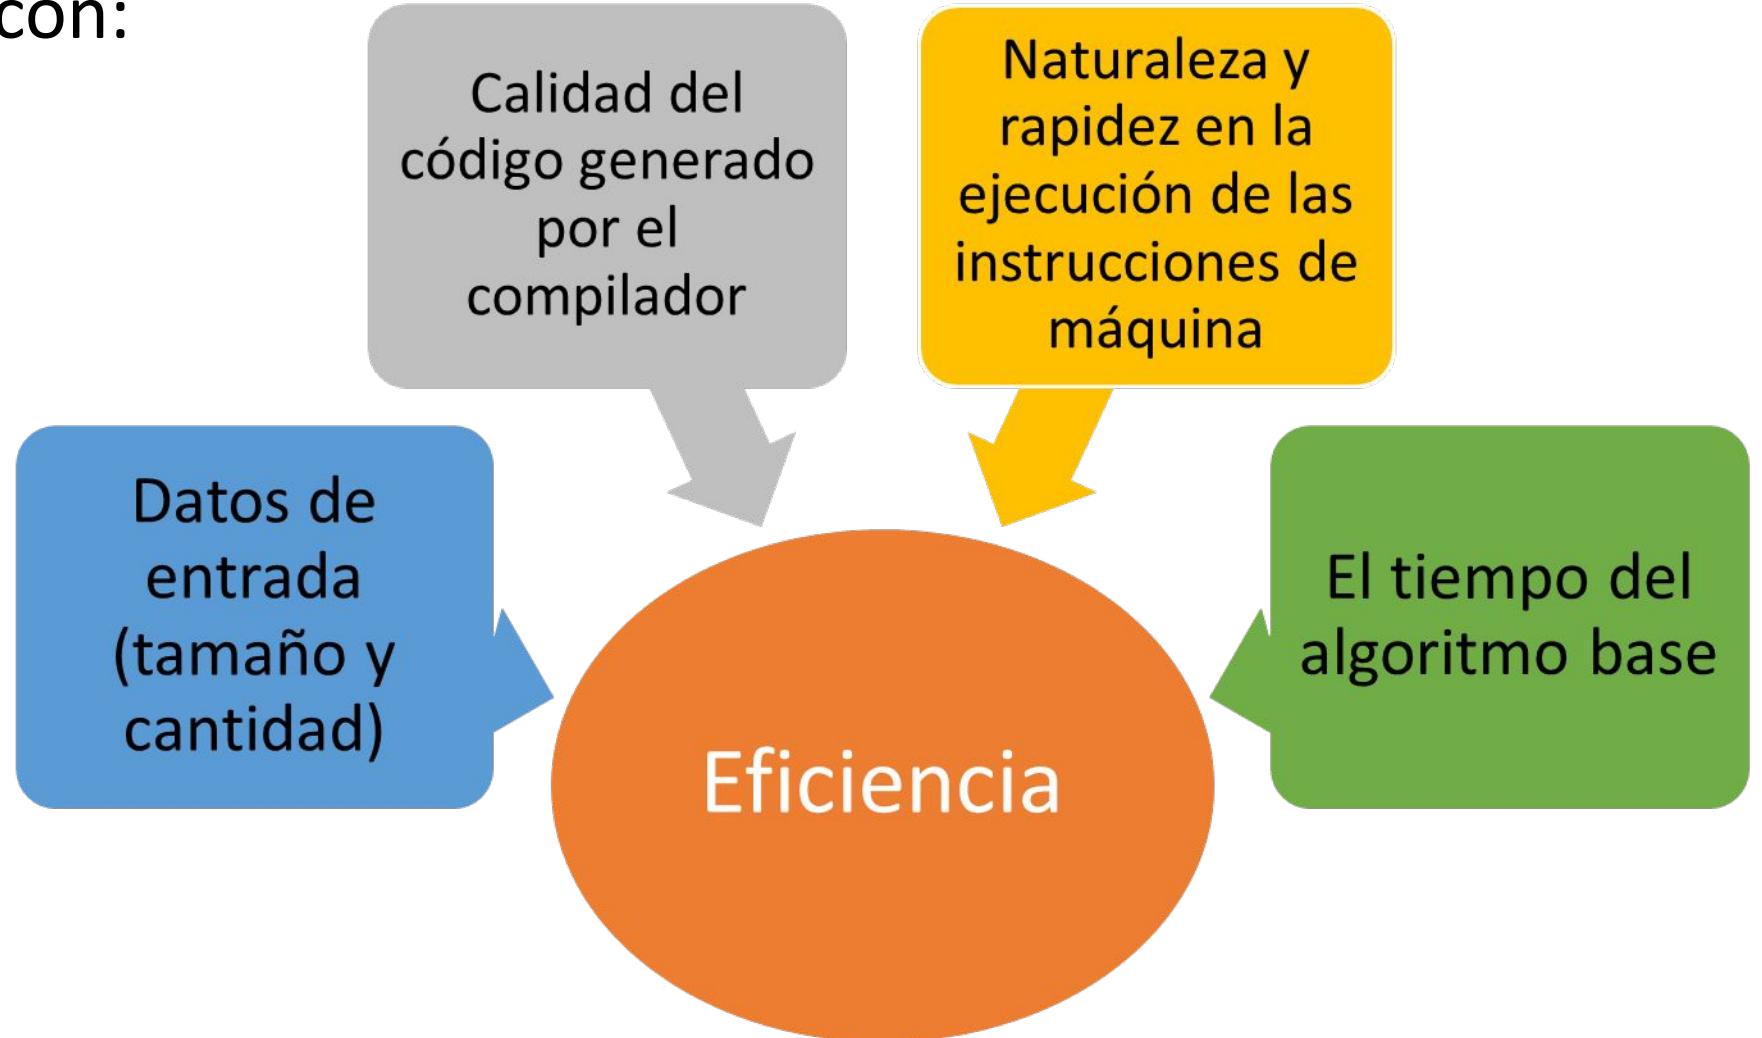 con:
Calidad del
código generado
por el
compilador
Naturaleza y
rapidez en la
ejecución de las
instrucciones de
máquina
Datos de
entrada
(tamaño y
cantidad)
El tiempo del
algoritmo base
Eficiencia